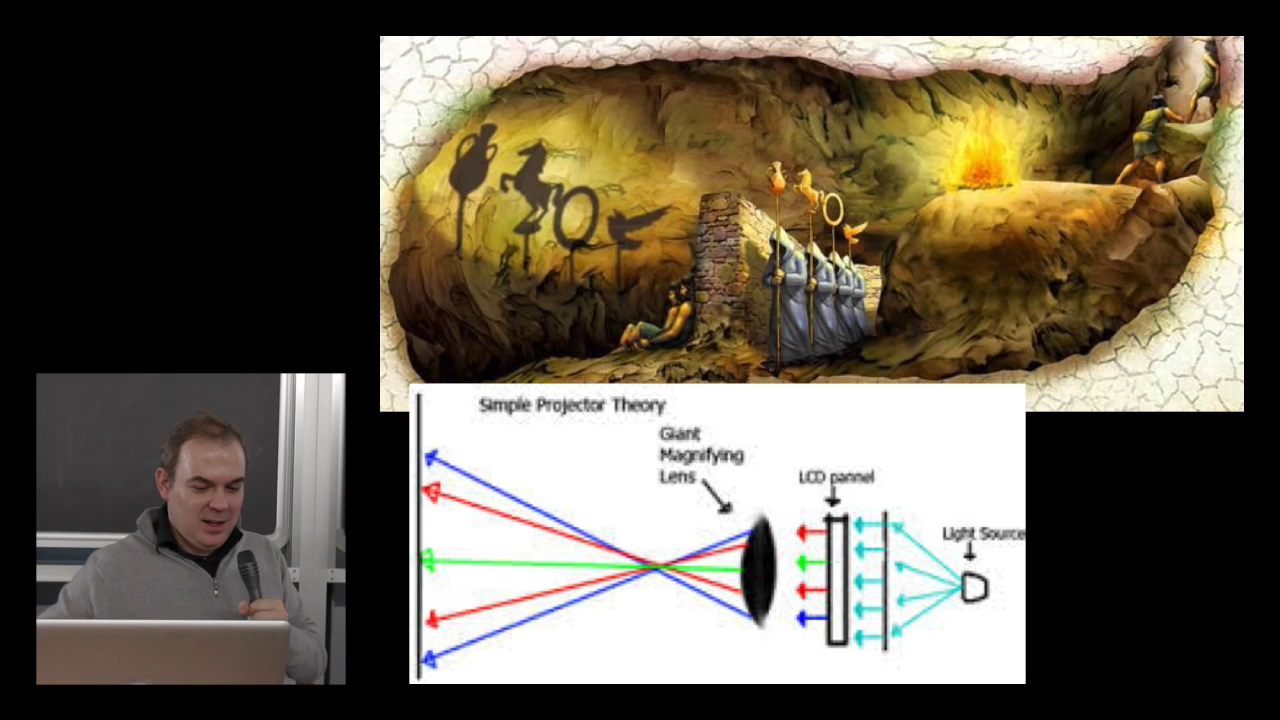 Simple Projector Theory
Giant
Magnifying
Lens
LCD pannel
Light Source